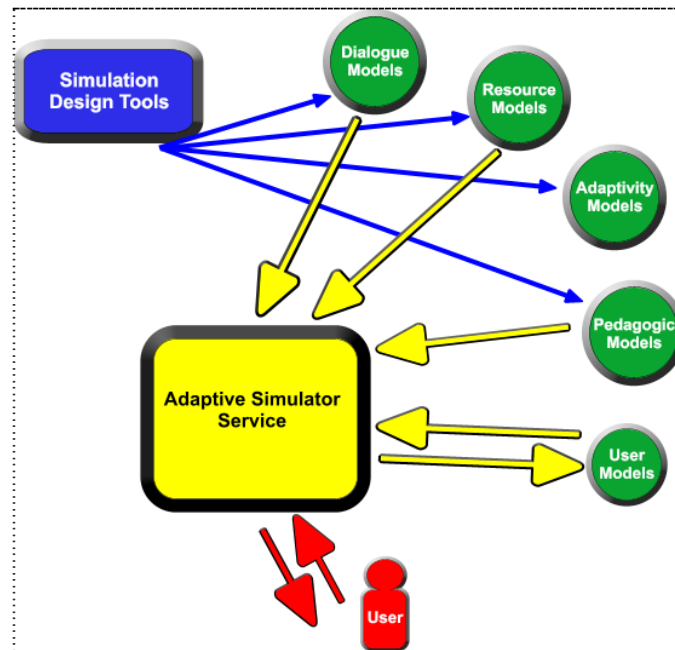 Simulation
Design Tools
Dialogue
Models
Resource
Models
Adaptivity
Models
Pedagogic
Models
Adaptive Simulator
Service
User
Models
User